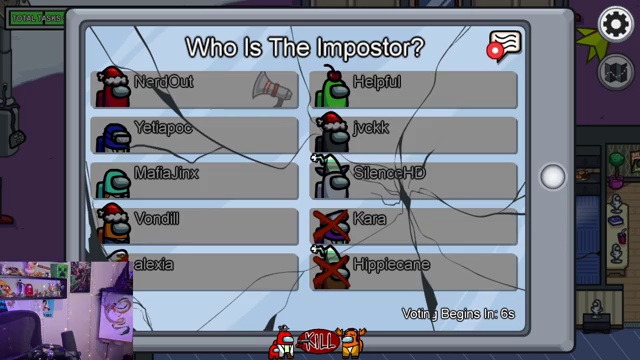 TOTAL TASKS
Who Is The Impostor?
NerdOut
Helpful
Yetiapoc
jvckk
MafiaJinx
SilenceHD
Vondill
Kara
alexia
Hippiecane
Voting Begins In: 6s
KILL